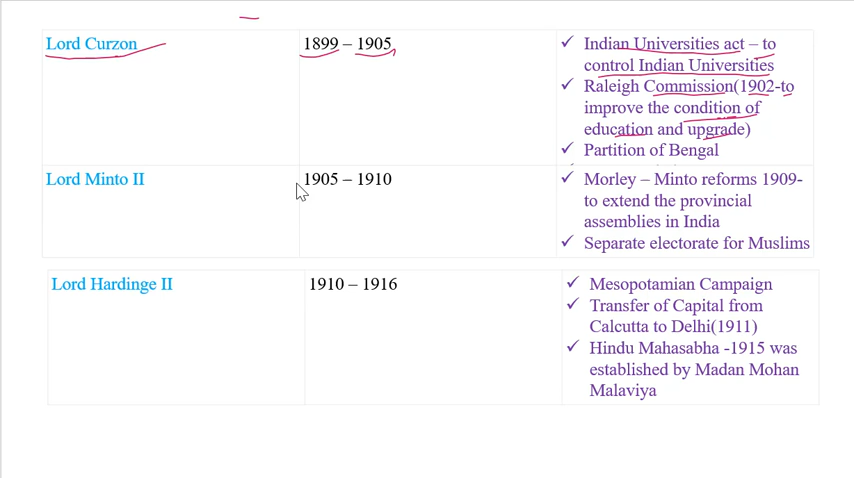 Lord Curzon
1899 – 1905
✓ Indian Universities act – to
control Indian Universities
✓ Raleigh Commission(1902-to
improve the condition of
education and upgrade)
✓ Partition of Bengal
Lord Minto II
1905 – 1910
✓ Morley – Minto reforms 1909-
to extend the provincial
assemblies in India
✓ Separate electorate for Muslims
Lord Hardinge II
1910 – 1916
✓ Mesopotamian Campaign
✓ Transfer of Capital from
Calcutta to Delhi(1911)
✓ Hindu Mahasabha -1915 was
established by Madan Mohan
Malaviya